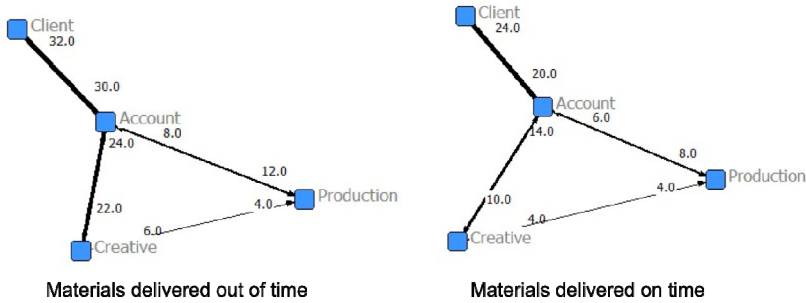 Client
32.0
30.0
Account
24.0
8.0
12.0
Production
22.0
6.0
4.0
Creative
Materials delivered out of time
Client
24.0
20.0
Account
14.0
6.0
8.0
Production
10.0
4.0
4.0
Creative
Materials delivered on time